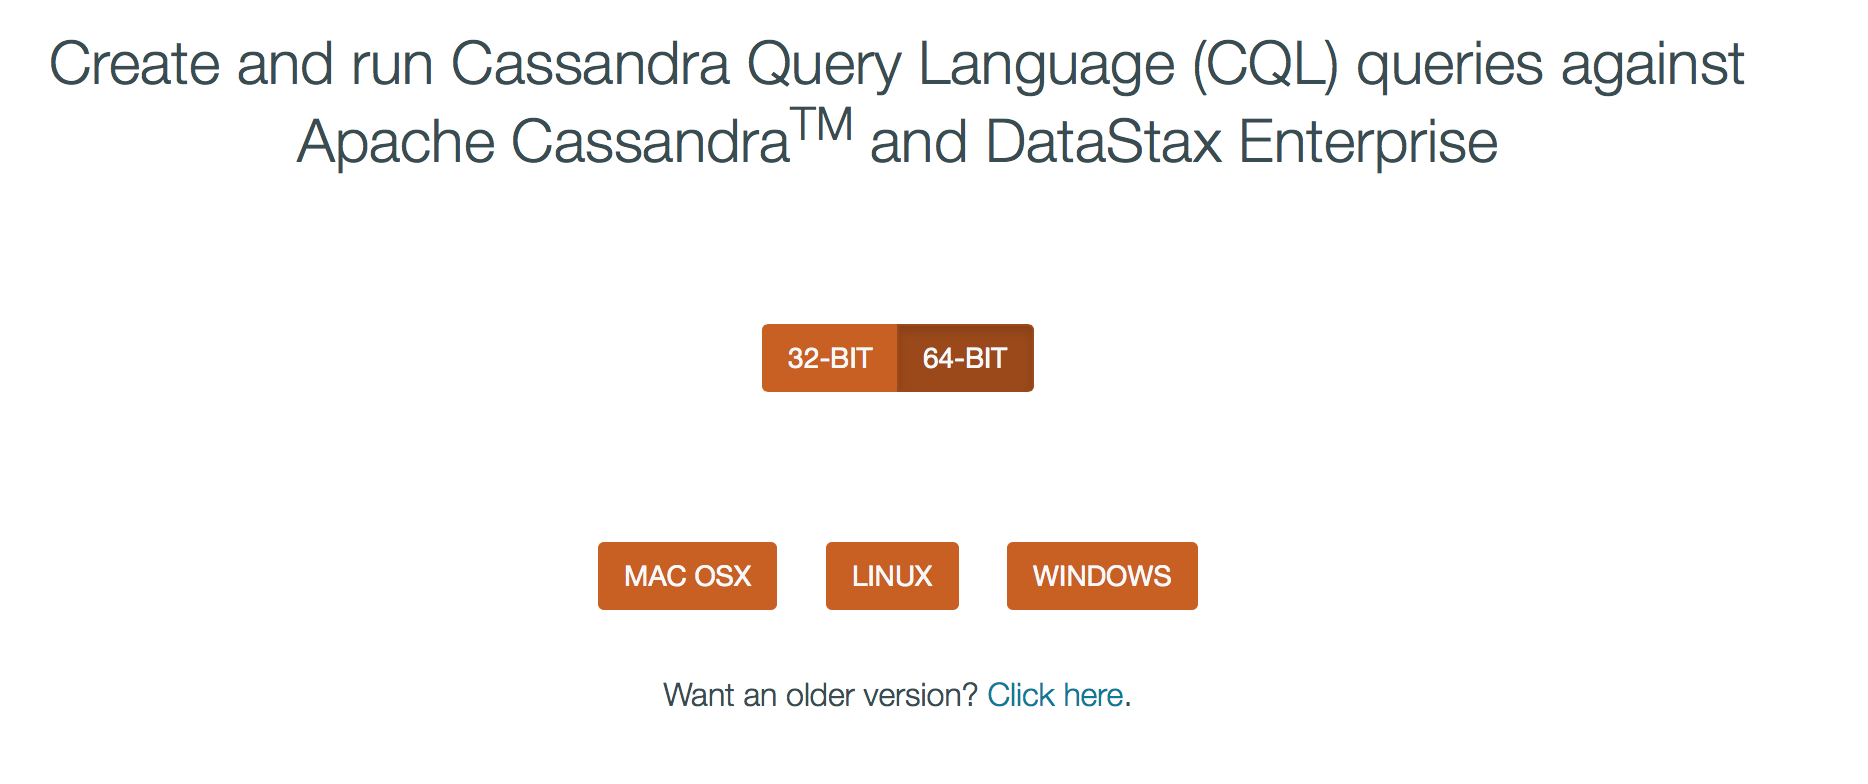 Create and run Cassandra Query Language (CQL) queries against
Apache Cassandra™ and DataStax Enterprise
32-BIT 64-BIT
MAC OSX LINUX WINDOWS
Want an older version? Click here.